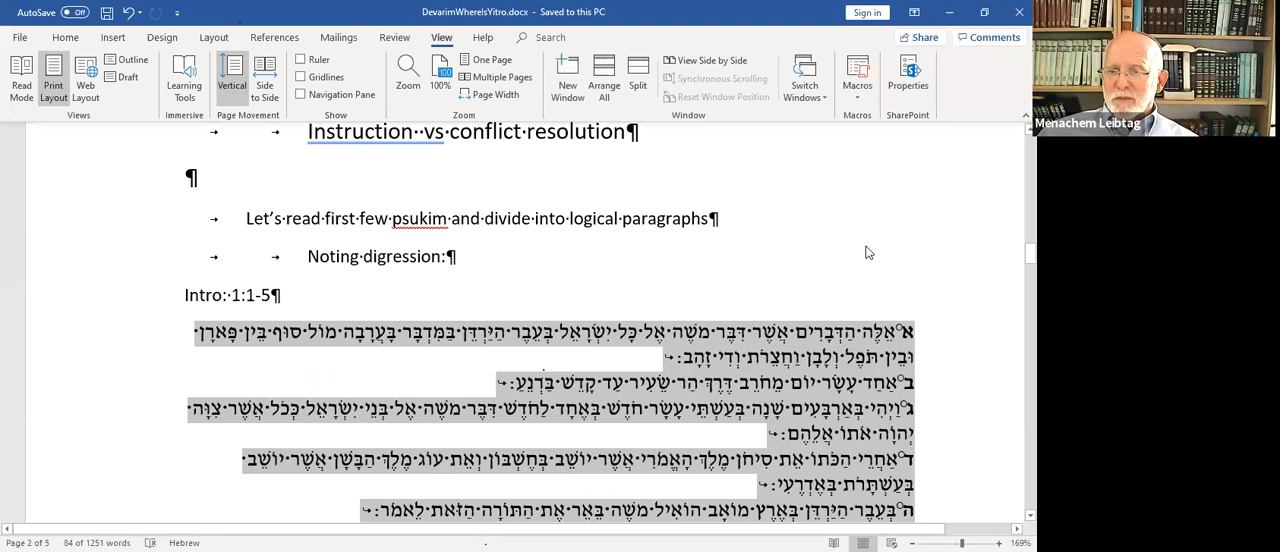 AutoSave Off
DevarimWhereIsYitro.docx - Saved to this PC
Sign in
File Home Insert Design Layout References Mailings Review View Help Search Share Comments
Read Mode
Print Layout
Web Layout
Outline
Draft
Views
Learning Tools
Immersive
Vertical
Side to Side
Page Movement
Ruler
Gridlines
Navigation Pane
Show
Zoom
100%
One Page
Multiple Pages
Page Width
Zoom
New Window
Arrange All
Split
View Side by Side
Synchronous Scrolling
Reset Window Position
Window
Switch Windows
Macros
Macros
Properties
SharePoint
Menachem Leibtag
Instruction··vs·conflict·resolution¶
¶
Let's·read·first·few·psukim·and·divide·into·logical·paragraphs¶
Noting·digression:¶
Intro:·1:1-5¶
א אֵלֶּה הַדְּבָרִים אֲשֶׁר דִּבֶּר מֹשֶׁה אֶל כָּל יִשְׂרָאֵל בְּעֵבֶר הַיַּרְדֵּן בַּמִּדְבָּר בָּעֲרָבָה מוֹל סוּף בֵּין פָּארָן
וּבֵין תֹּפֶל וְלָבָן וַחֲצֵרֹת וְדִי זָהָב:
ב אַחַד עָשָׂר יוֹם מֵחֹרֵב דֶּרֶךְ הַר שֵׂעִיר עַד קָדֵשׁ בַּרְנֵעַ:
ג וַיְהִי בְּאַרְבָּעִים שָׁנָה בְּעַשְׁתֵּי עָשָׂר חֹדֶשׁ בְּאֶחָד לַחֹדֶשׁ דִּבֶּר מֹשֶׁה אֶל בְּנֵי יִשְׂרָאֵל כְּכֹל אֲשֶׁר צִוָּה
יְהוָה אֹתוֹ אֲלֵהֶם:
ד אַחֲרֵי הַכֹּתוֹ אֵת סִיחֹן מֶלֶךְ הָאֱמֹרִי אֲשֶׁר יוֹשֵׁב בְּחֶשְׁבּוֹן וְאֵת עוֹג מֶלֶךְ הַבָּשָׁן אֲשֶׁר יוֹשֵׁב
בְּעַשְׁתָּרֹת בְּאֶדְרֶעִי:
ה בְּעֵבֶר הַיַּרְדֵּן בְּאֶרֶץ מוֹאָב הוֹאִיל מֹשֶׁה בֵּאֵר אֶת הַתּוֹרָה הַזֹּאת לֵאמֹר:
Page 2 of 5 84 of 1251 words Hebrew 169%